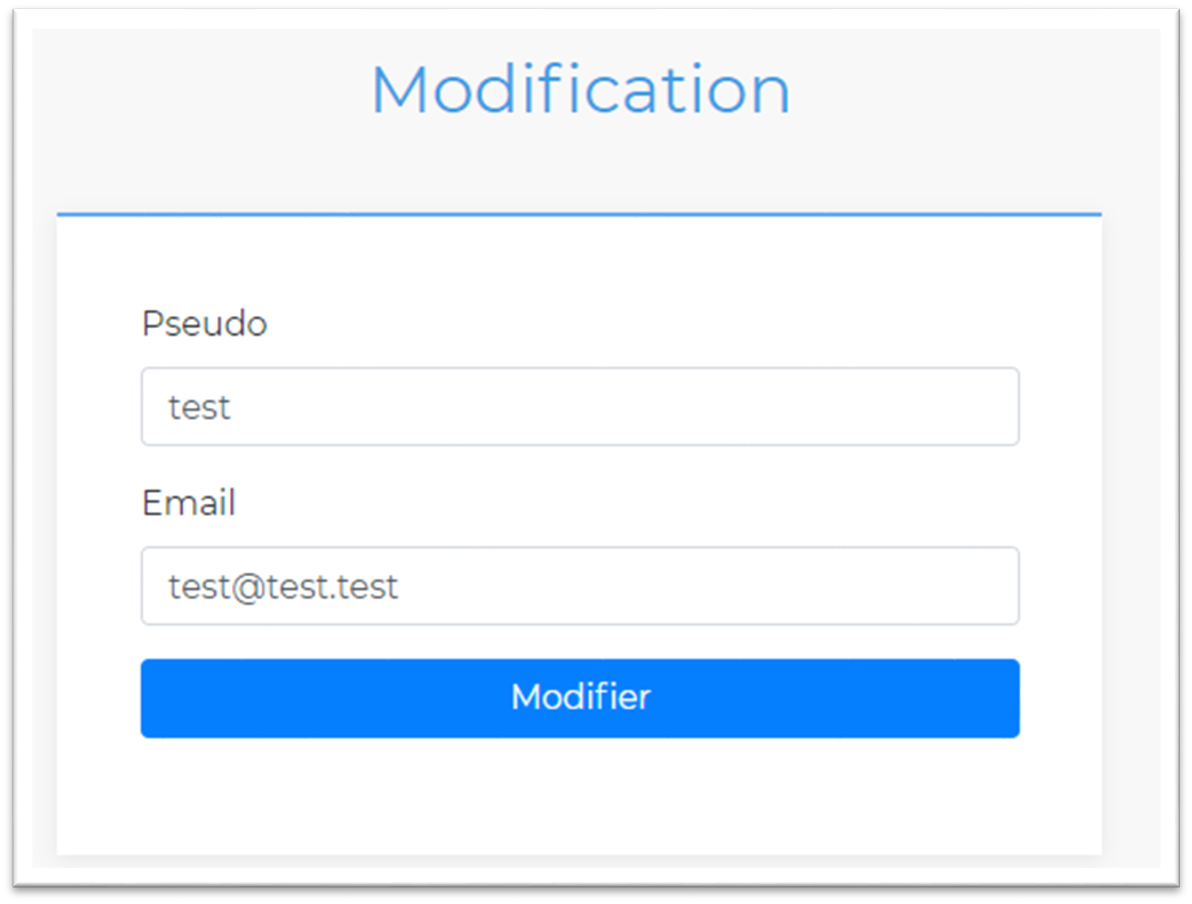 Modification
Pseudo
test
Email
test@test.test
Modifier